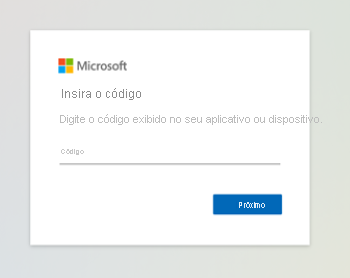 Microsoft
Insira o código
Digite o código exibido no seu aplicativo ou dispositivo.
Código
Próximo